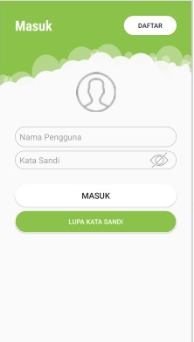 Masuk
DAFTAR
Nama Pengguna
Kata Sandi
MASUK
LUPA KATA SANDI